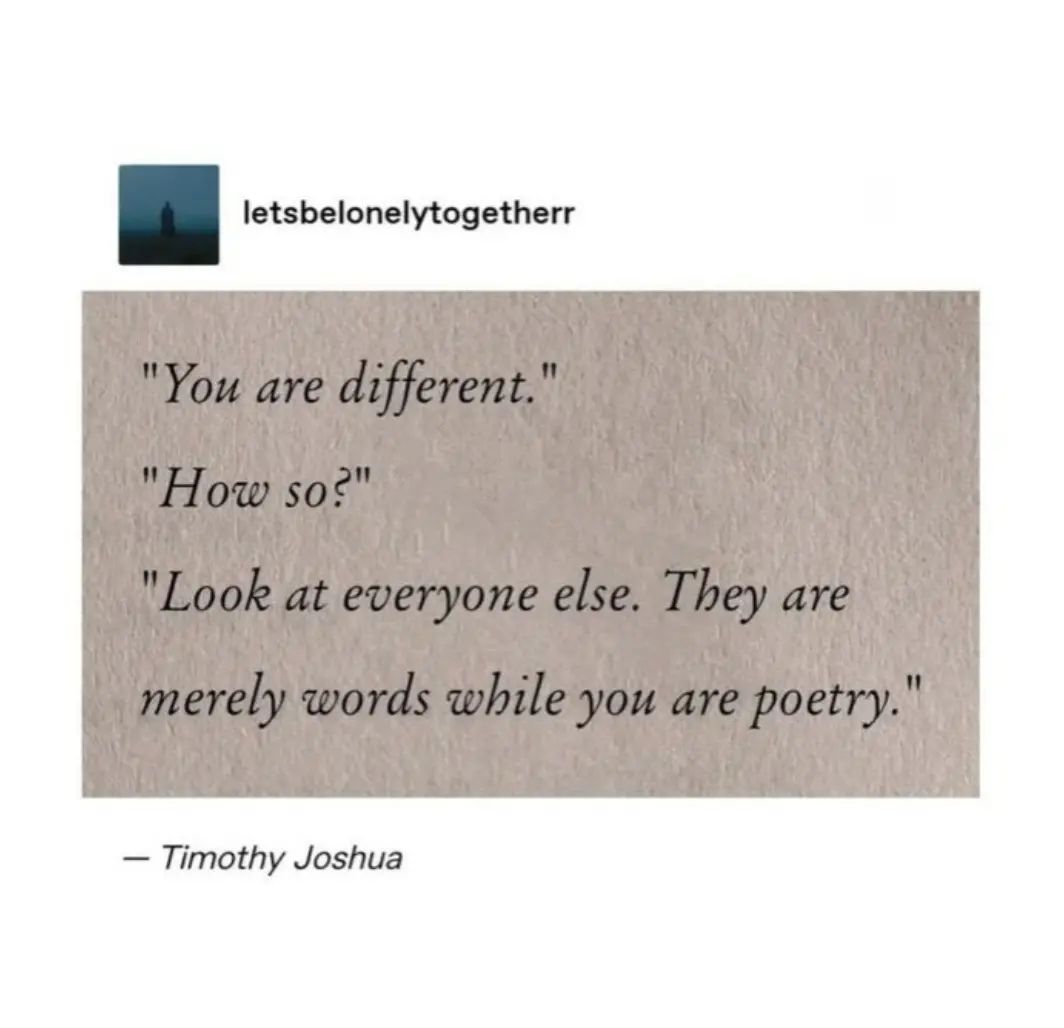 letsbelonelytogetherr
"You are different."
"How so?"
"Look at everyone else. They are
merely words while you are poetry."
— Timothy Joshua